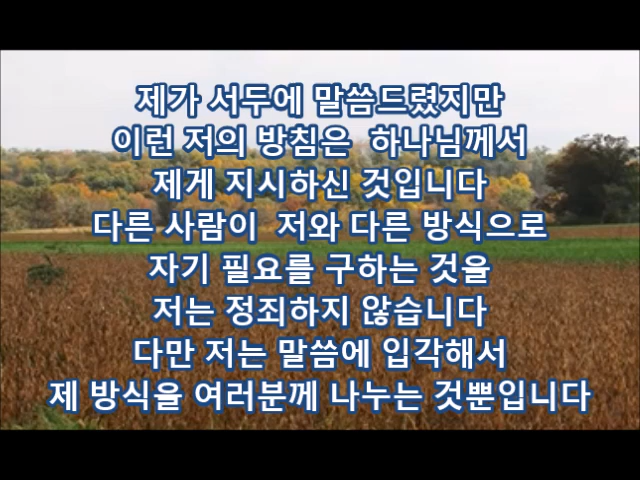 제가 서두에 말씀드렸지만
이런 저의 방침은 하나님께서
제게 지시하신 것입니다
다른 사람이 저와 다른 방식으로
자기 필요를 구하는 것을
저는 정죄하지 않습니다
다만 저는 말씀에 입각해서
제 방식을 여러분께 나누는 것뿐입니다